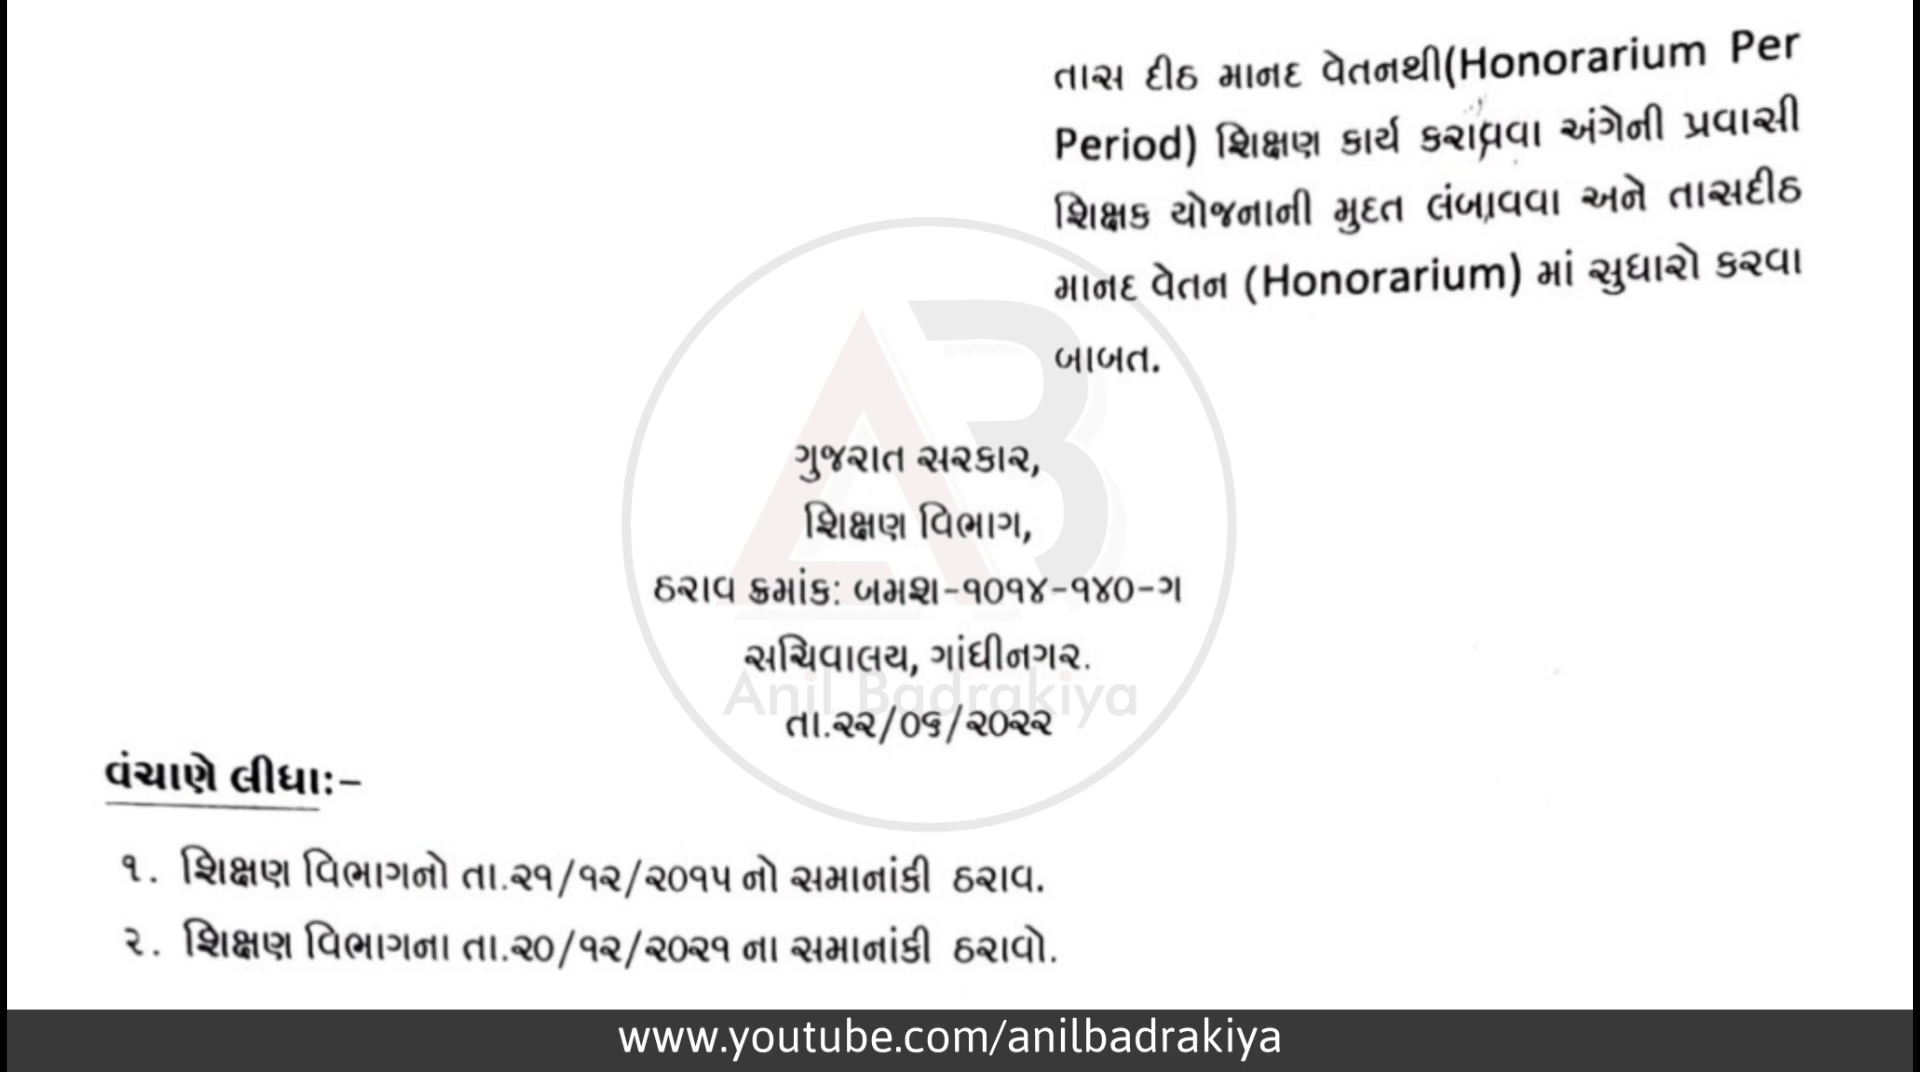 તાસ દીઠ માનદ વેતનથી(Honorarium Per
Period) શિક્ષણ કાર્ય કરાવવા અંગેની પ્રવાસી
શિક્ષક યોજનાની મુદત લંબાવવા અને તાસદીઠ
માનદ વેતન (Honorarium) માં સુધારો કરવા
બાબત.
ગુજરાત સરકાર,
શિક્ષણ વિભાગ,
ઠરાવ ક્રમાંક: બમશ-૧૦૧૪-૧૪૦-ગ
સચિવાલય, ગાંધીનગર.
Anil Badrakiya
તા.૨૨/૦૬/૨૦૨૨
વંચાણે લીધા:-
૧. શિક્ષણ વિભાગનો તા.૨૧/૧૨/૨૦૧૫ નો સમાનાંકી ઠરાવ.
૨. શિક્ષણ વિભાગના તા.૨૦/૧૨/૨૦૨૧ ના સમાનાંકી ઠરાવો.
www.youtube.com/anilbadrakiya